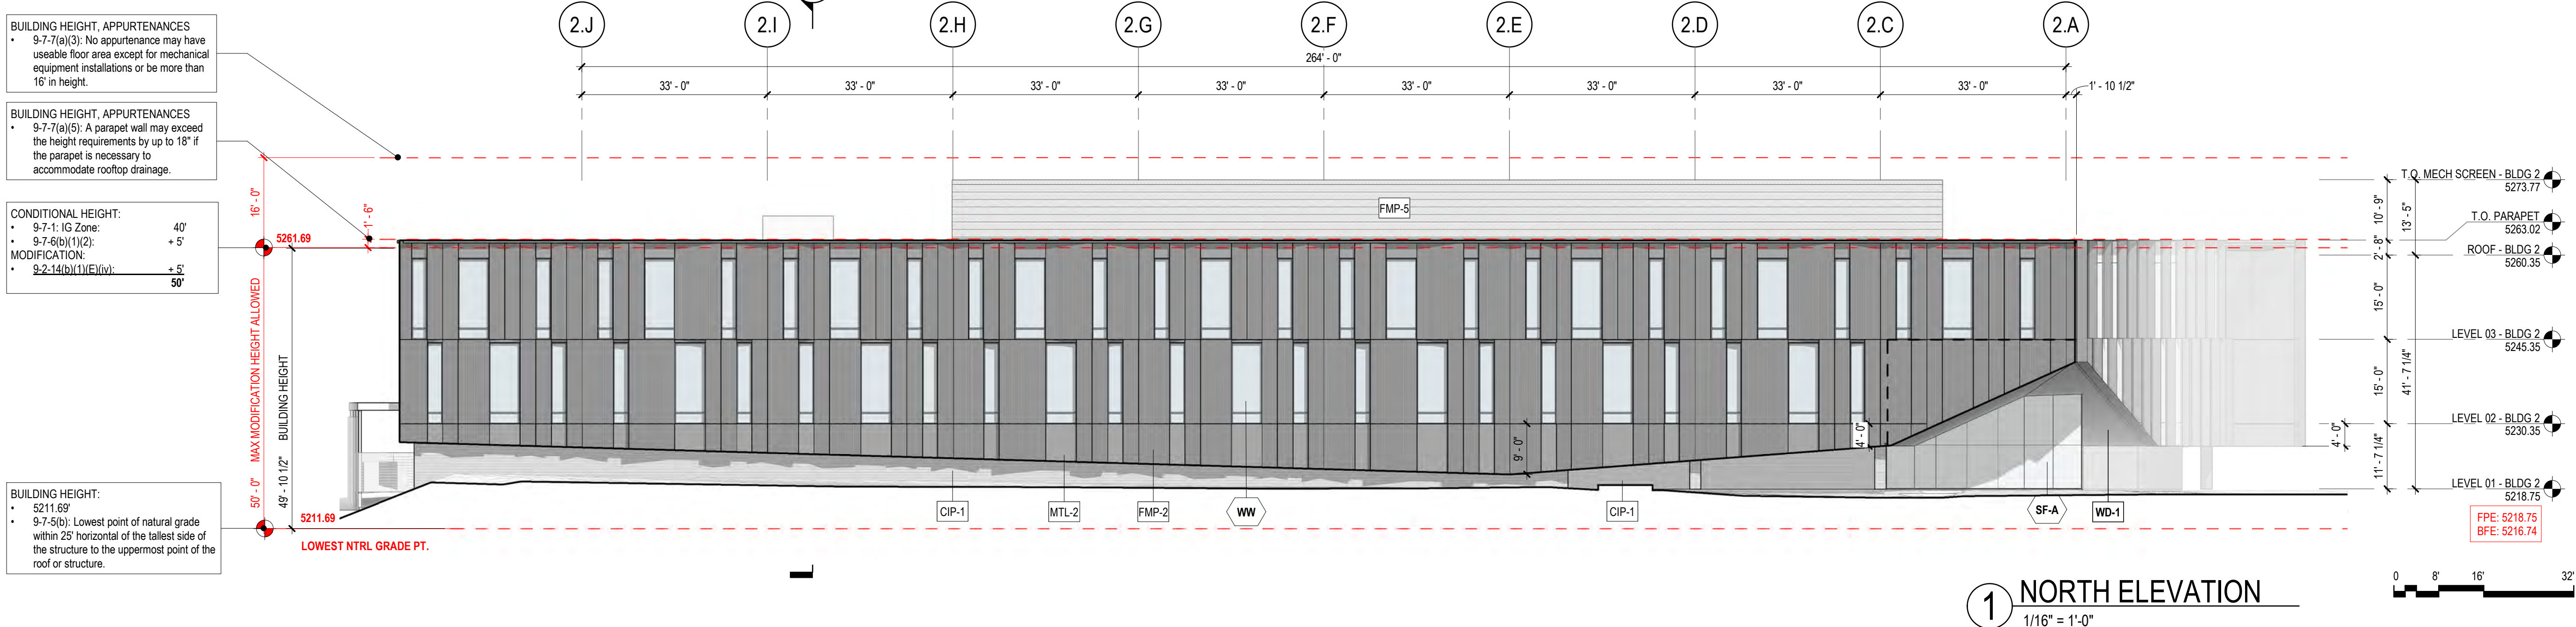 BUILDING HEIGHT, APPURTENANCES
• 9-7-7(a)(3): No appurtenance may have
useable floor area except for mechanical
equipment installations or be more than
16' in height.
BUILDING HEIGHT, APPURTENANCES
• 9-7-7(a)(5): A parapet wall may exceed
the height requirements by up to 18" if
the parapet is necessary to
accommodate rooftop drainage.
CONDITIONAL HEIGHT:
• 9-7-1: IG Zone: 40'
• 9-7-6(b)(1)(2): + 5'
MODIFICATION:
• 9-2-14(b)(1)(E)(iv): + 5'
50'
BUILDING HEIGHT:
• 5211.69'
• 9-7-5(b): Lowest point of natural grade
within 25' horizontal of the tallest side of
the structure to the uppermost point of the
roof or structure.
16' - 0"
1' - 6"
5261.69
50' - 0" MAX MODIFICATION HEIGHT ALLOWED
49' - 10 1/2" BUILDING HEIGHT
5211.69
LOWEST NTRL GRADE PT.
2.J 2.I 2.H 2.G 2.F 2.E 2.D 2.C 2.A
264' - 0"
33' - 0" 33' - 0" 33' - 0" 33' - 0" 33' - 0" 33' - 0" 33' - 0" 33' - 0" 1' - 10 1/2"
FMP-5
9' - 0"
4' - 0"
4' - 0"
CIP-1 MTL-2 FMP-2 WW CIP-1 SF-A WD-1
10' - 9"
13' - 5"
2' - 8"
15' - 0"
15' - 0"
41' - 7 1/4"
11' - 7 1/4"
T.O. MECH SCREEN - BLDG 2
5273.77
T.O. PARAPET
5263.02
ROOF - BLDG 2
5260.35
LEVEL 03 - BLDG 2
5245.35
LEVEL 02 - BLDG 2
5230.35
LEVEL 01 - BLDG 2
5218.75
FPE: 5218.75
BFE: 5216.74
1 NORTH ELEVATION
1/16" = 1'-0"
0 8' 16' 32'